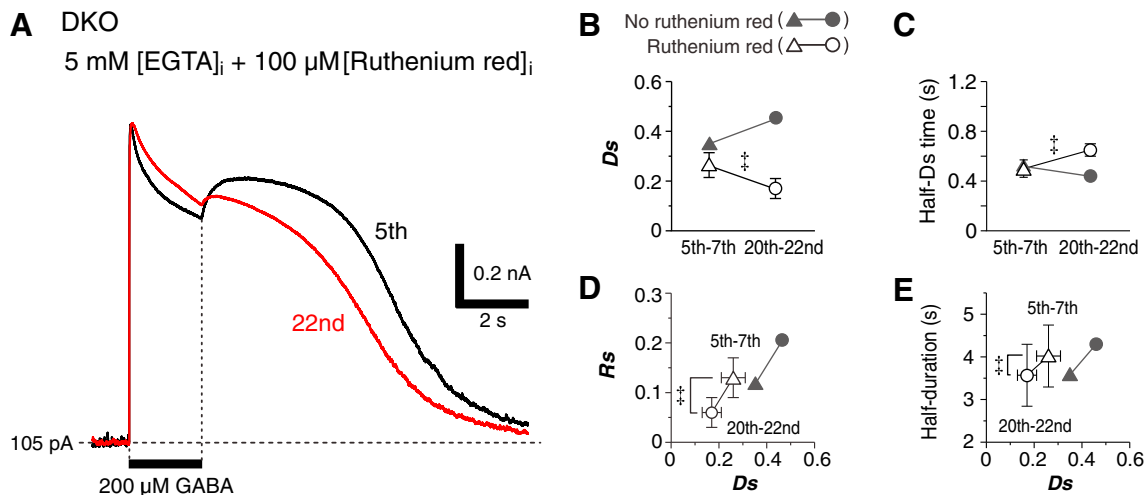 A DKO
5 mM [EGTA]i + 100 µM[Ruthenium red]i
5th
22nd
0.2 nA
2 s
105 pA
200 µM GABA
B No ruthenium red ( )
Ruthenium red ( )
0.6
0.4
0.2
0
Ds
‡
5th-7th 20th-22nd
C
1.2
0.8
0.4
0
Half-Ds time (s)
‡
5th-7th 20th-22nd
D
0.3
0.2
0.1
0
Rs
5th-7th
‡
20th-22nd
0 0.2 0.4 0.6
Ds
E
6
5
4
3
2
Half-duration (s)
5th-7th
‡
20th-22nd
0 0.2 0.4 0.6
Ds